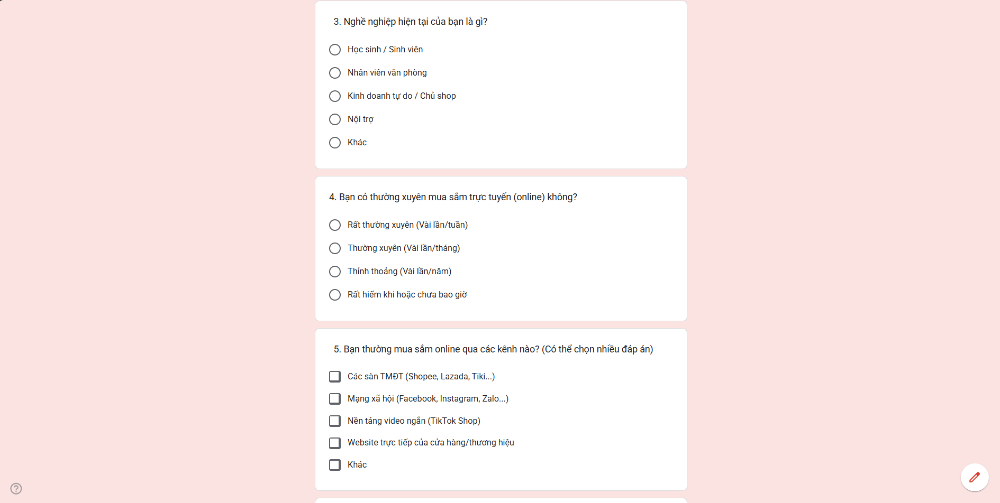 3. Nghề nghiệp hiện tại của bạn là gì?
Học sinh / Sinh viên
Nhân viên văn phòng
Kinh doanh tự do / Chủ shop
Nội trợ
Khác
4. Bạn có thường xuyên mua sắm trực tuyến (online) không?
Rất thường xuyên (Vài lần/tuần)
Thường xuyên (Vài lần/tháng)
Thỉnh thoảng (Vài lần/năm)
Rất hiếm khi hoặc chưa bao giờ
5. Bạn thường mua sắm online qua các kênh nào? (Có thể chọn nhiều đáp án)
Các sàn TMĐT (Shopee, Lazada, Tiki...)
Mạng xã hội (Facebook, Instagram, Zalo...)
Nền tảng video ngắn (TikTok Shop)
Website trực tiếp của cửa hàng/thương hiệu
Khác